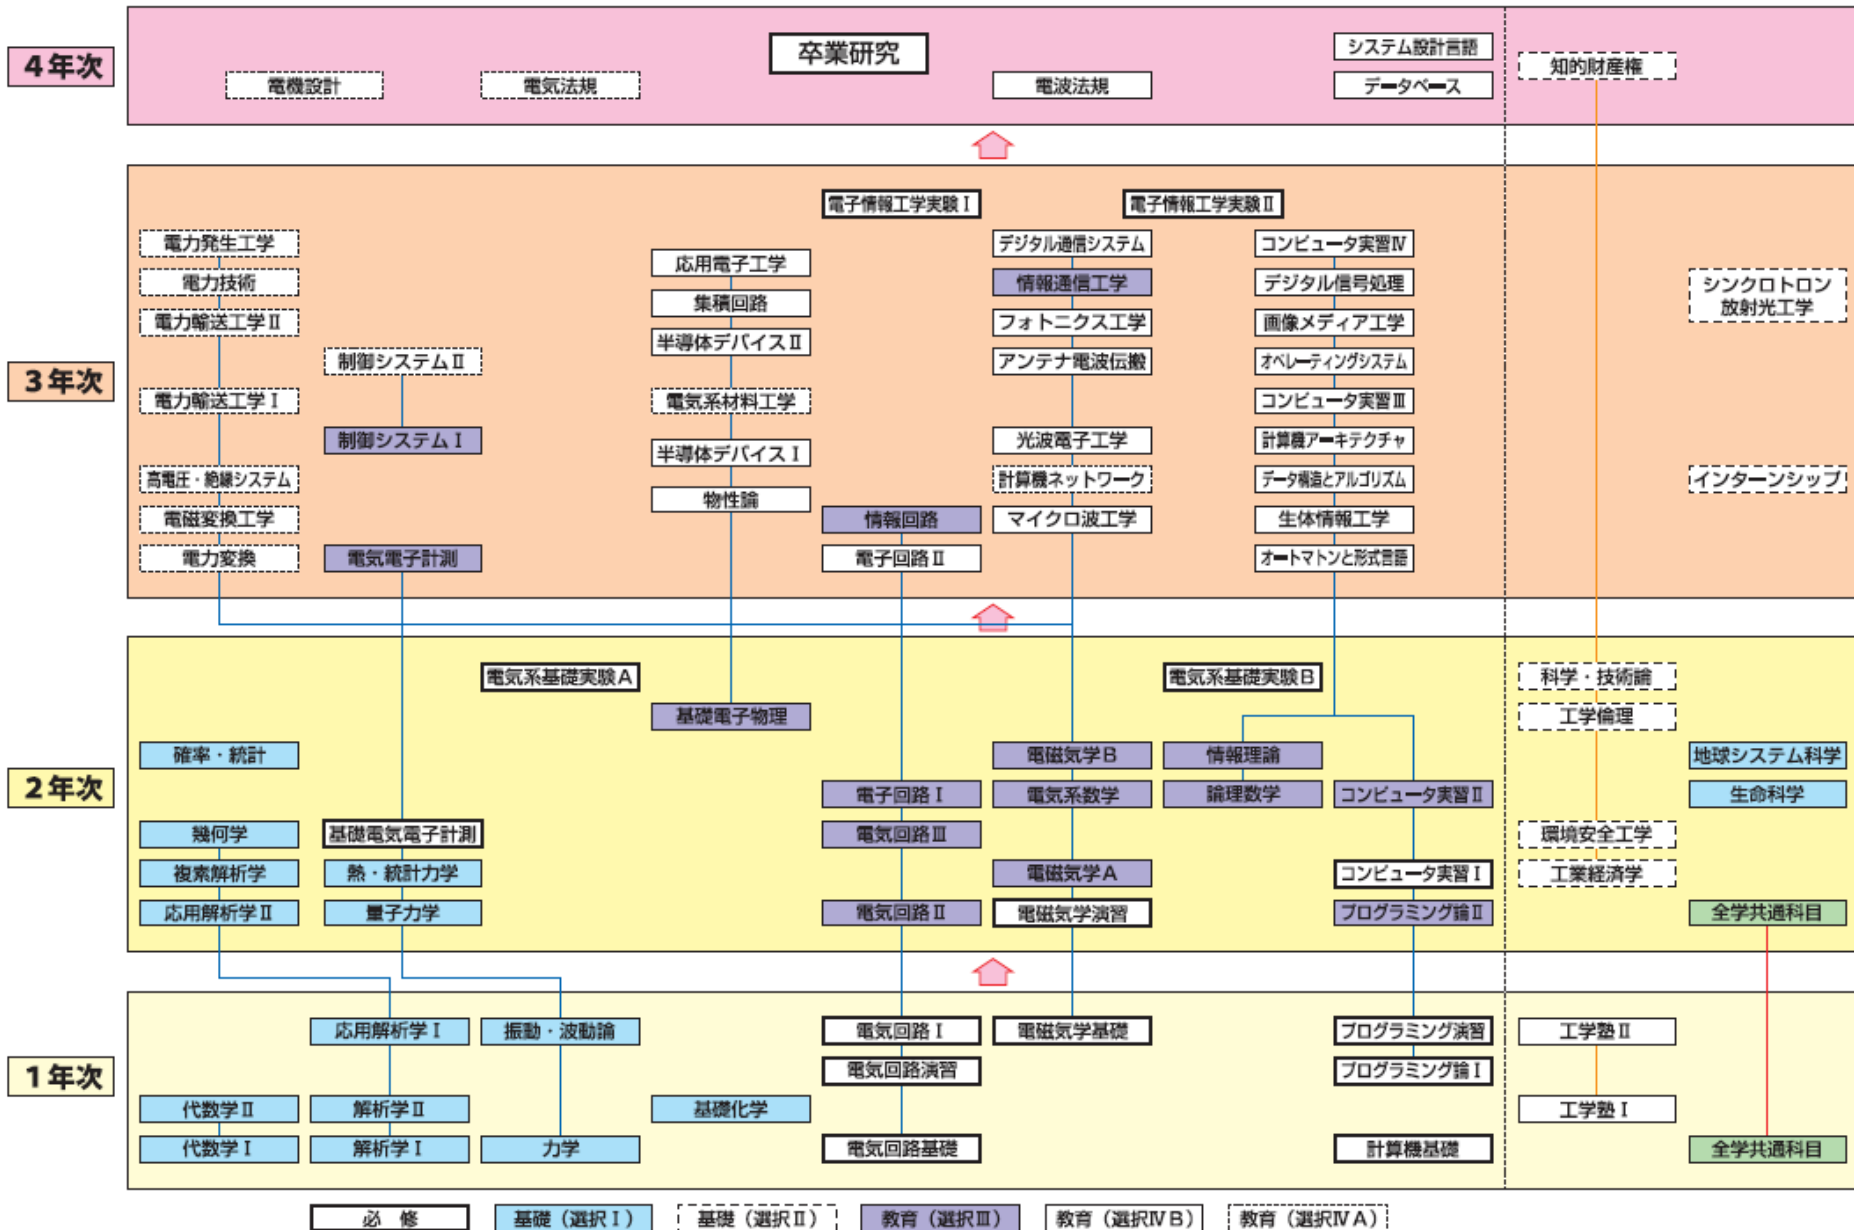 4年次
卒業研究
システム設計言語
知的財産権
電機設計
電気法規
電波法規
データベース
3年次
電子情報工学実験Ⅰ
電子情報工学実験Ⅱ
電力発生工学
デジタル通信システム
コンピュータ実習Ⅳ
応用電子工学
電力技術
情報通信工学
デジタル信号処理
シンクロトロン
放射光工学
集積回路
電力輸送工学Ⅱ
フォトニクス工学
画像メディア工学
半導体デバイスⅡ
制御システムⅡ
アンテナ電波伝搬
オペレーティングシステム
電力輸送工学Ⅰ
電気系材料工学
コンピュータ実習Ⅲ
制御システムⅠ
光波電子工学
計算機アーキテクチャ
半導体デバイスⅠ
高電圧・絶縁システム
計算機ネットワーク
データ構造とアルゴリズム
インターンシップ
物性論
電磁変換工学
情報回路
マイクロ波工学
生体情報工学
電力変換
電気電子計測
電子回路Ⅱ
オートマトンと形式言語
2年次
電気系基礎実験A
電気系基礎実験B
科学・技術論
基礎電子物理
工学倫理
確率・統計
電磁気学B
情報理論
地球システム科学
電子回路Ⅰ
電気系数学
論理数学
コンピュータ実習Ⅱ
生命科学
幾何学
基礎電気電子計測
電気回路Ⅲ
環境安全工学
複素解析学
熱・統計力学
電磁気学A
コンピュータ実習Ⅰ
工業経済学
応用解析学Ⅱ
量子力学
電気回路Ⅱ
電磁気学演習
プログラミング論Ⅱ
全学共通科目
1年次
応用解析学Ⅰ
振動・波動論
電気回路Ⅰ
電磁気学基礎
プログラミング演習
工学塾Ⅱ
電気回路演習
プログラミング論Ⅰ
代数学Ⅱ
解析学Ⅱ
基礎化学
工学塾Ⅰ
代数学Ⅰ
解析学Ⅰ
力学
電気回路基礎
計算機基礎
全学共通科目
必 修
基礎（選択Ⅰ）
基礎（選択Ⅱ）
教育（選択Ⅲ）
教育（選択ⅣB）
教育（選択ⅣA）